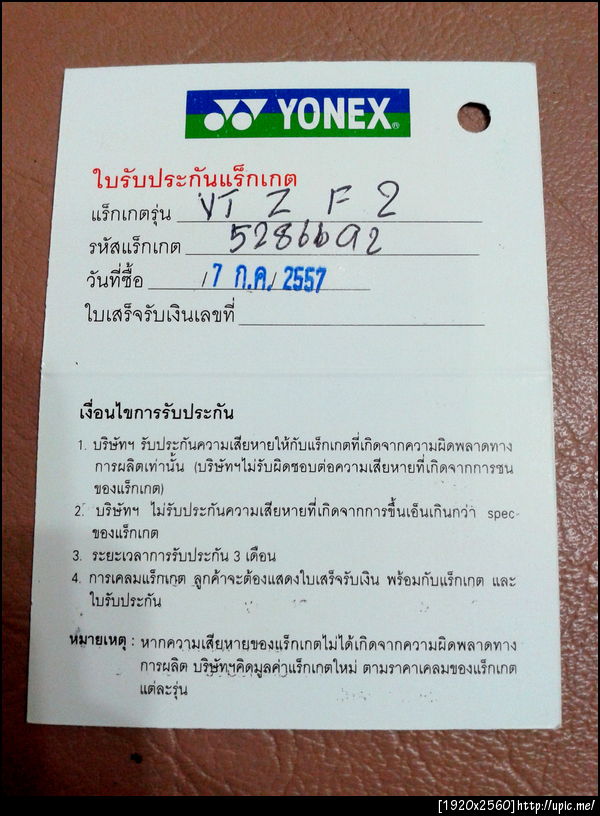 YONEX
ใบรับประกันแร็กเกต
แร็กเกตรุ่น VT Z F 2
รหัสแร็กเกต
วันที่ซื้อ 7 ก.ค. 2557
ใบเสร็จรับเงินเลขที่
เงื่อนไขการรับประกัน
1. บริษัทฯ รับประกันความเสียหายให้กับแร็กเกตที่เกิดจากความผิดพลาดทาง
การผลิตเท่านั้น (บริษัทฯไม่รับผิดชอบต่อความเสียหายที่เกิดจากการชน
ของแร็กเกต)
2. บริษัทฯ ไม่รับประกันความเสียหายที่เกิดจากการขึ้นเอ็นเกินกว่า spec
ของแร็กเกต
3. ระยะเวลาการรับประกัน 3 เดือน
4. การเคลมแร็กเกต ลูกค้าจะต้องแสดงใบเสร็จรับเงิน พร้อมกับแร็กเกต และ
ใบรับประกัน
หมายเหตุ : หากความเสียหายของแร็กเกตไม่ได้เกิดจากความผิดพลาดทาง
การผลิต บริษัทฯคิดมูลค่าแร็กเกตใหม่ ตามราคาเคลมของแร็กเกต
แต่ละรุ่น
[1920x2560]http://upic.me/